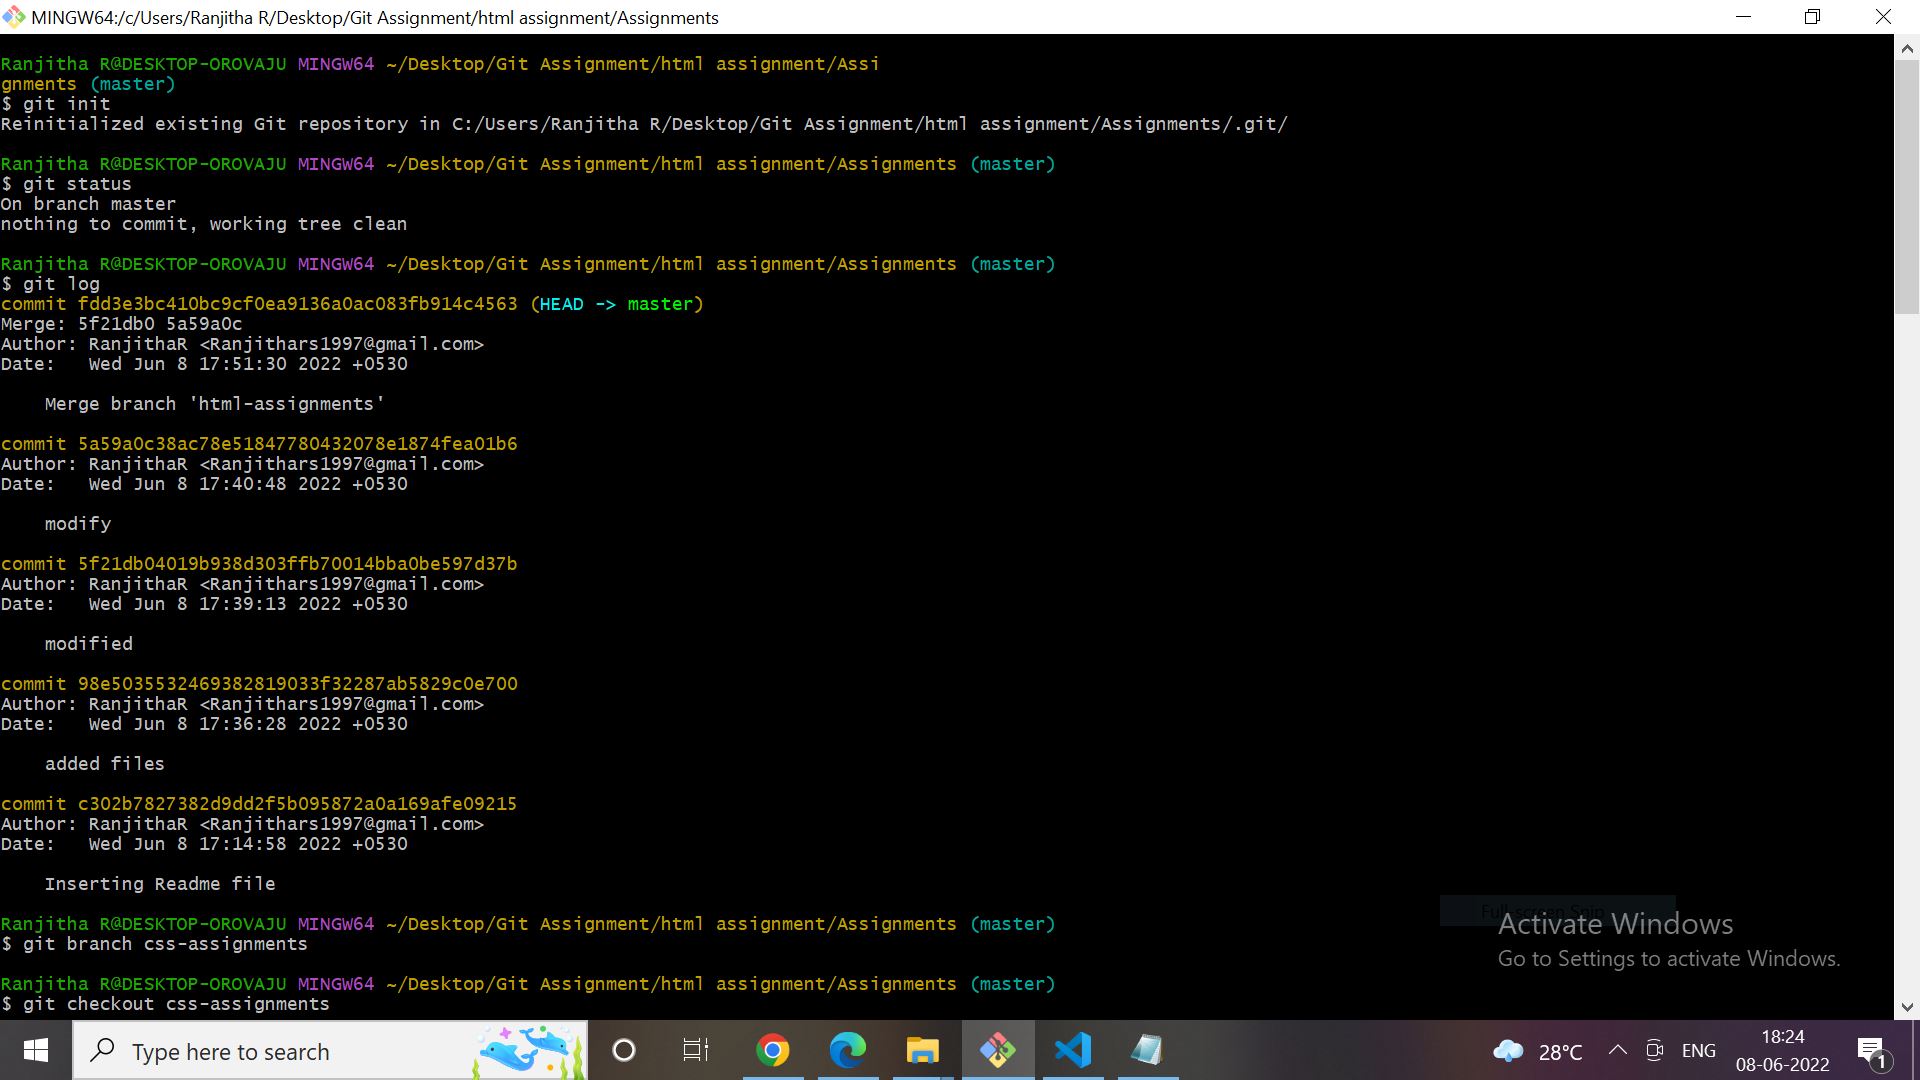 MINGW64:/c/Users/Ranjitha R/Desktop/Git Assignment/html assignment/Assignments
Ranjitha R@DESKTOP-OROVAJU MINGW64 ~/Desktop/Git Assignment/html assignment/Assi
gnments (master)
$ git init
Reinitialized existing Git repository in C:/Users/Ranjitha R/Desktop/Git Assignment/html assignment/Assignments/.git/
Ranjitha R@DESKTOP-OROVAJU MINGW64 ~/Desktop/Git Assignment/html assignment/Assignments (master)
$ git status
On branch master
nothing to commit, working tree clean
Ranjitha R@DESKTOP-OROVAJU MINGW64 ~/Desktop/Git Assignment/html assignment/Assignments (master)
$ git log
commit fdd3e3bc410bc9cf0ea9136a0ac083fb914c4563 (HEAD -> master)
Merge: 5f21db0 5a59a0c
Author: RanjithaR <Ranjithars1997@gmail.com>
Date:   Wed Jun 8 17:51:30 2022 +0530
Merge branch 'html-assignments'
commit 5a59a0c38ac78e51847780432078e1874fea01b6
Author: RanjithaR <Ranjithars1997@gmail.com>
Date:   Wed Jun 8 17:40:48 2022 +0530
modify
commit 5f21db04019b938d303ffb70014bba0be597d37b
Author: RanjithaR <Ranjithars1997@gmail.com>
Date:   Wed Jun 8 17:39:13 2022 +0530
modified
commit 98e5035532469382819033f32287ab5829c0e700
Author: RanjithaR <Ranjithars1997@gmail.com>
Date:   Wed Jun 8 17:36:28 2022 +0530
added files
commit c302b7827382d9dd2f5b095872a0a169afe09215
Author: RanjithaR <Ranjithars1997@gmail.com>
Date:   Wed Jun 8 17:14:58 2022 +0530
Inserting Readme file
Ranjitha R@DESKTOP-OROVAJU MINGW64 ~/Desktop/Git Assignment/html assignment/Assignments (master)
$ git branch css-assignments
Ranjitha R@DESKTOP-OROVAJU MINGW64 ~/Desktop/Git Assignment/html assignment/Assignments (master)
$ git checkout css-assignments
Full-screen Snip
Activate Windows
Go to Settings to activate Windows.
Type here to search
28°C
ENG
18:24
08-06-2022
1